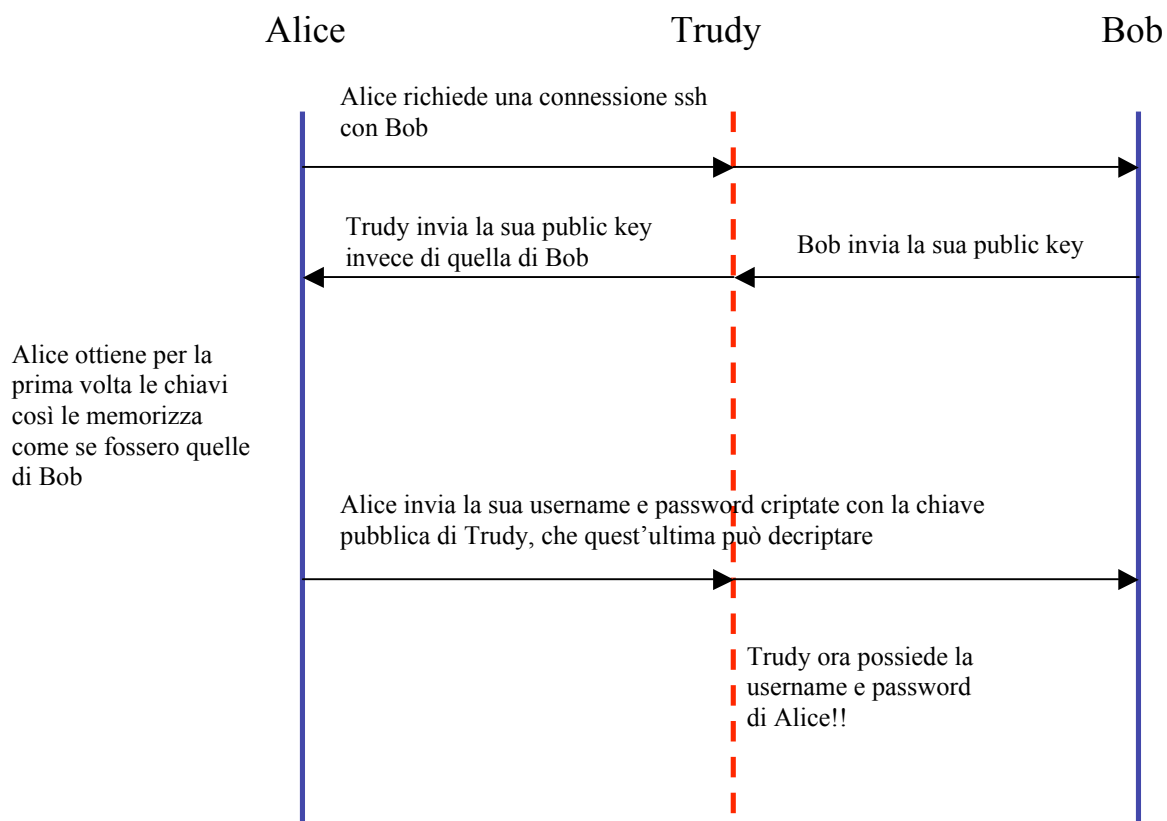 Alice
Trudy
Bob
Alice richiede una connessione ssh
con Bob
Trudy invia la sua public key
invece di quella di Bob
Bob invia la sua public key
Alice ottiene per la
prima volta le chiavi
così le memorizza
come se fossero quelle
di Bob
Alice invia la sua username e password criptate con la chiave
pubblica di Trudy, che quest’ultima può decriptare
Trudy ora possiede la
username e password
di Alice!!